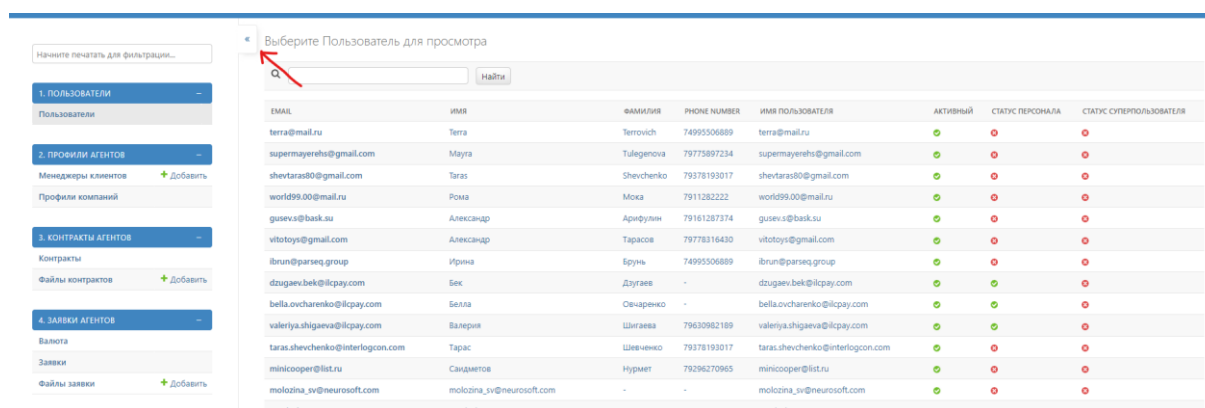 Начните печатать для фильтрации...
1. ПОЛЬЗОВАТЕЛИ −
Пользователи
2. ПРОФИЛИ АГЕНТОВ −
Менеджеры клиентов + Добавить
Профили компаний
3. КОНТРАКТЫ АГЕНТОВ −
Контракты
Файлы контрактов + Добавить
4. ЗАЯВКИ АГЕНТОВ −
Валюта
Заявки
Файлы заявки + Добавить
« Выберите Пользователь для просмотра
Найти
EMAIL ИМЯ ФАМИЛИЯ PHONE NUMBER ИМЯ ПОЛЬЗОВАТЕЛЯ АКТИВНЫЙ СТАТУС ПЕРСОНАЛА СТАТУС СУПЕРПОЛЬЗОВАТЕЛЯ
terra@mail.ru Terra Terrovich 74995506889 terra@mail.ru
supermayerehs@gmail.com Mayra Tulegenova 79775897234 supermayerehs@gmail.com
shevtaras80@gmail.com Taras Shevchenko 79378193017 shevtaras80@gmail.com
world99.00@mail.ru Рома Мока 7911282222 world99.00@mail.ru
gusev.s@bask.su Александр Арифулин 79161287374 gusev.s@bask.su
vitotoys@gmail.com Александр Тарасов 79778316430 vitotoys@gmail.com
ibrun@parseq.group Ирина Брунь 74995506889 ibrun@parseq.group
dzugaev.bek@ilcpay.com Бек Дзугаев - dzugaev.bek@ilcpay.com
bella.ovcharenko@ilcpay.com Белла Овчаренко - bella.ovcharenko@ilcpay.com
valeriya.shigaeva@ilcpay.com Валерия Шигаева 79630982189 valeriya.shigaeva@ilcpay.com
taras.shevchenko@interlogcon.com Тарас Шевченко 79378193017 taras.shevchenko@interlogcon.com
minicooper@list.ru Саидметов Нурмет 79296270965 minicooper@list.ru
molozina_sv@neurosoft.com molozina_sv@neurosoft.com - - molozina_sv@neurosoft.com